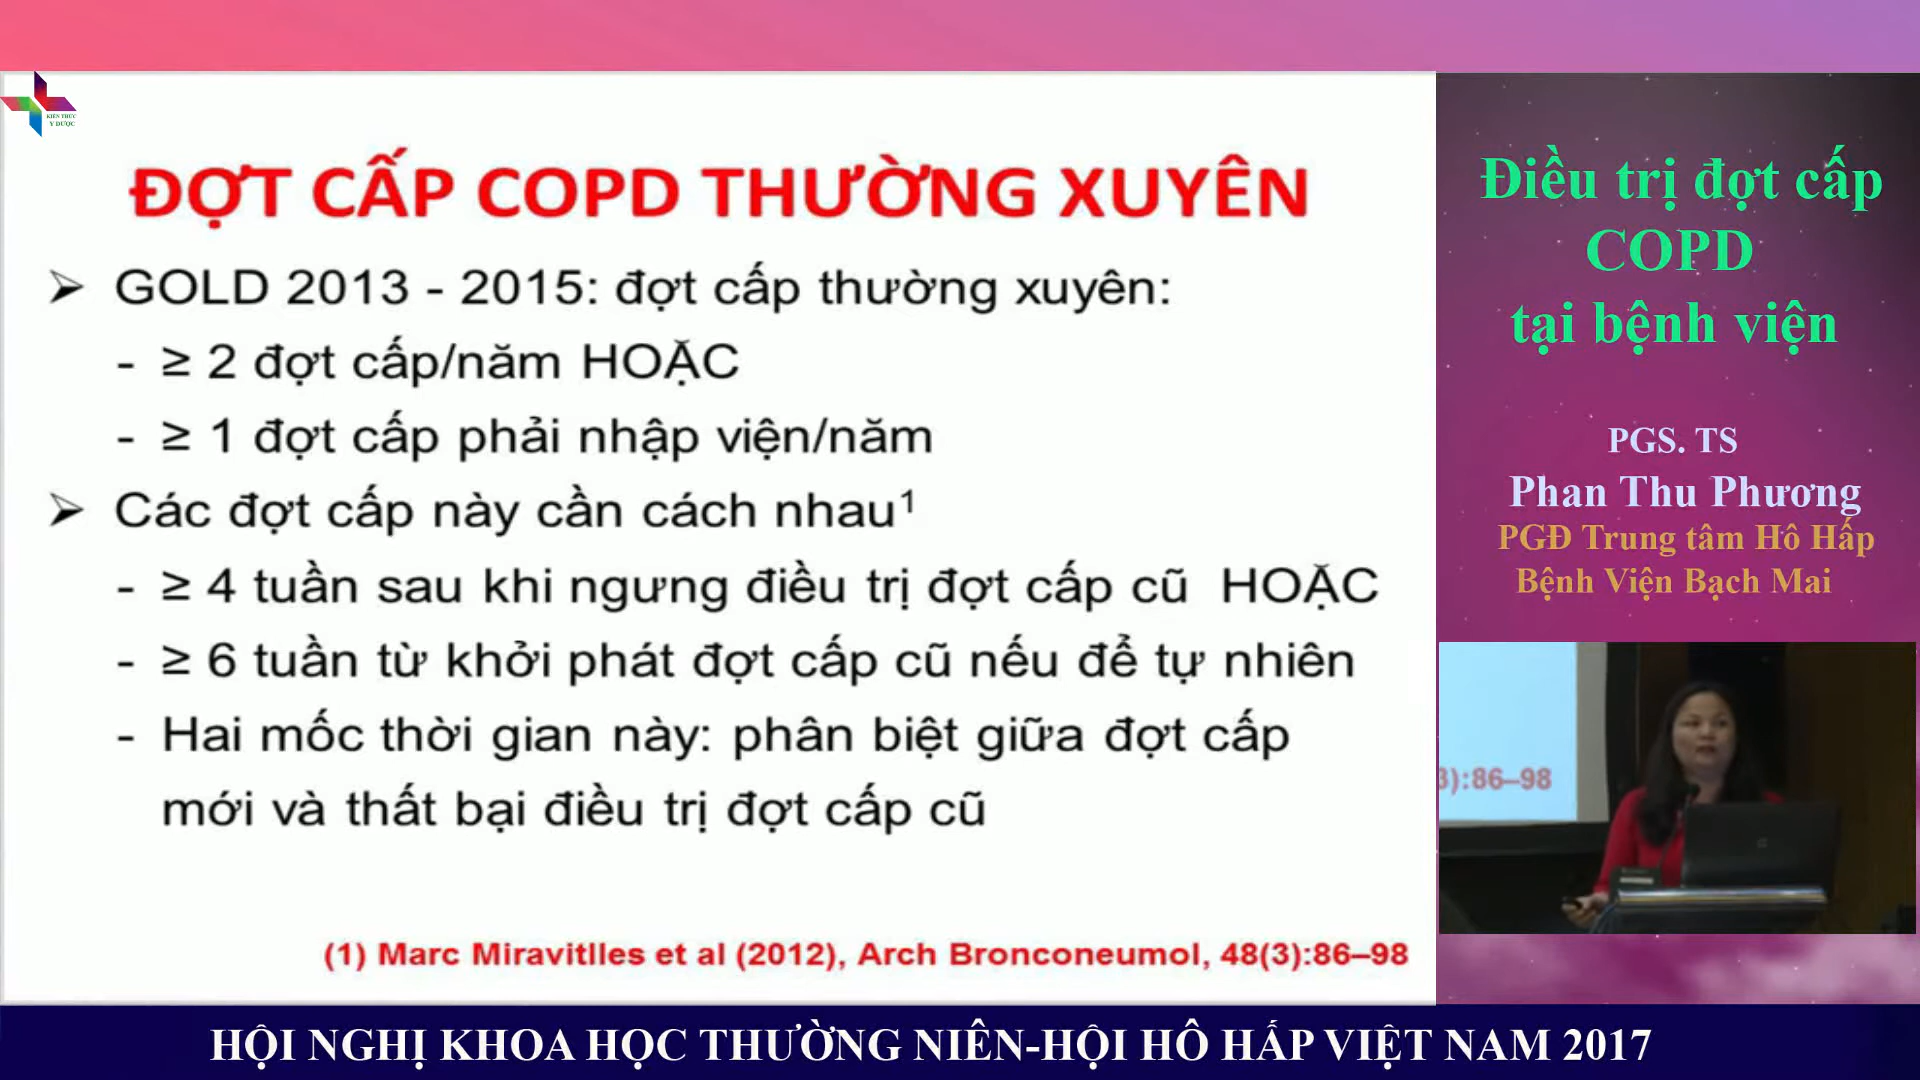 KIẾN THỨC
Y DƯỢC
ĐỢT CẤP COPD THƯỜNG XUYÊN
➢ GOLD 2013 - 2015: đợt cấp thường xuyên:
- ≥ 2 đợt cấp/năm HOẶC
- ≥ 1 đợt cấp phải nhập viện/năm
➢ Các đợt cấp này cần cách nhau¹
- ≥ 4 tuần sau khi ngưng điều trị đợt cấp cũ HOẶC
- ≥ 6 tuần từ khởi phát đợt cấp cũ nếu để tự nhiên
- Hai mốc thời gian này: phân biệt giữa đợt cấp
mới và thất bại điều trị đợt cấp cũ
(1) Marc Miravitlles et al (2012), Arch Bronconeumol, 48(3):86–98
Điều trị đợt cấp
COPD
tại bệnh viện
PGS. TS
Phan Thu Phương
PGĐ Trung tâm Hô Hấp
Bệnh Viện Bạch Mai
3):86–98
HỘI NGHỊ KHOA HỌC THƯỜNG NIÊN-HỘI HÔ HẤP VIỆT NAM 2017